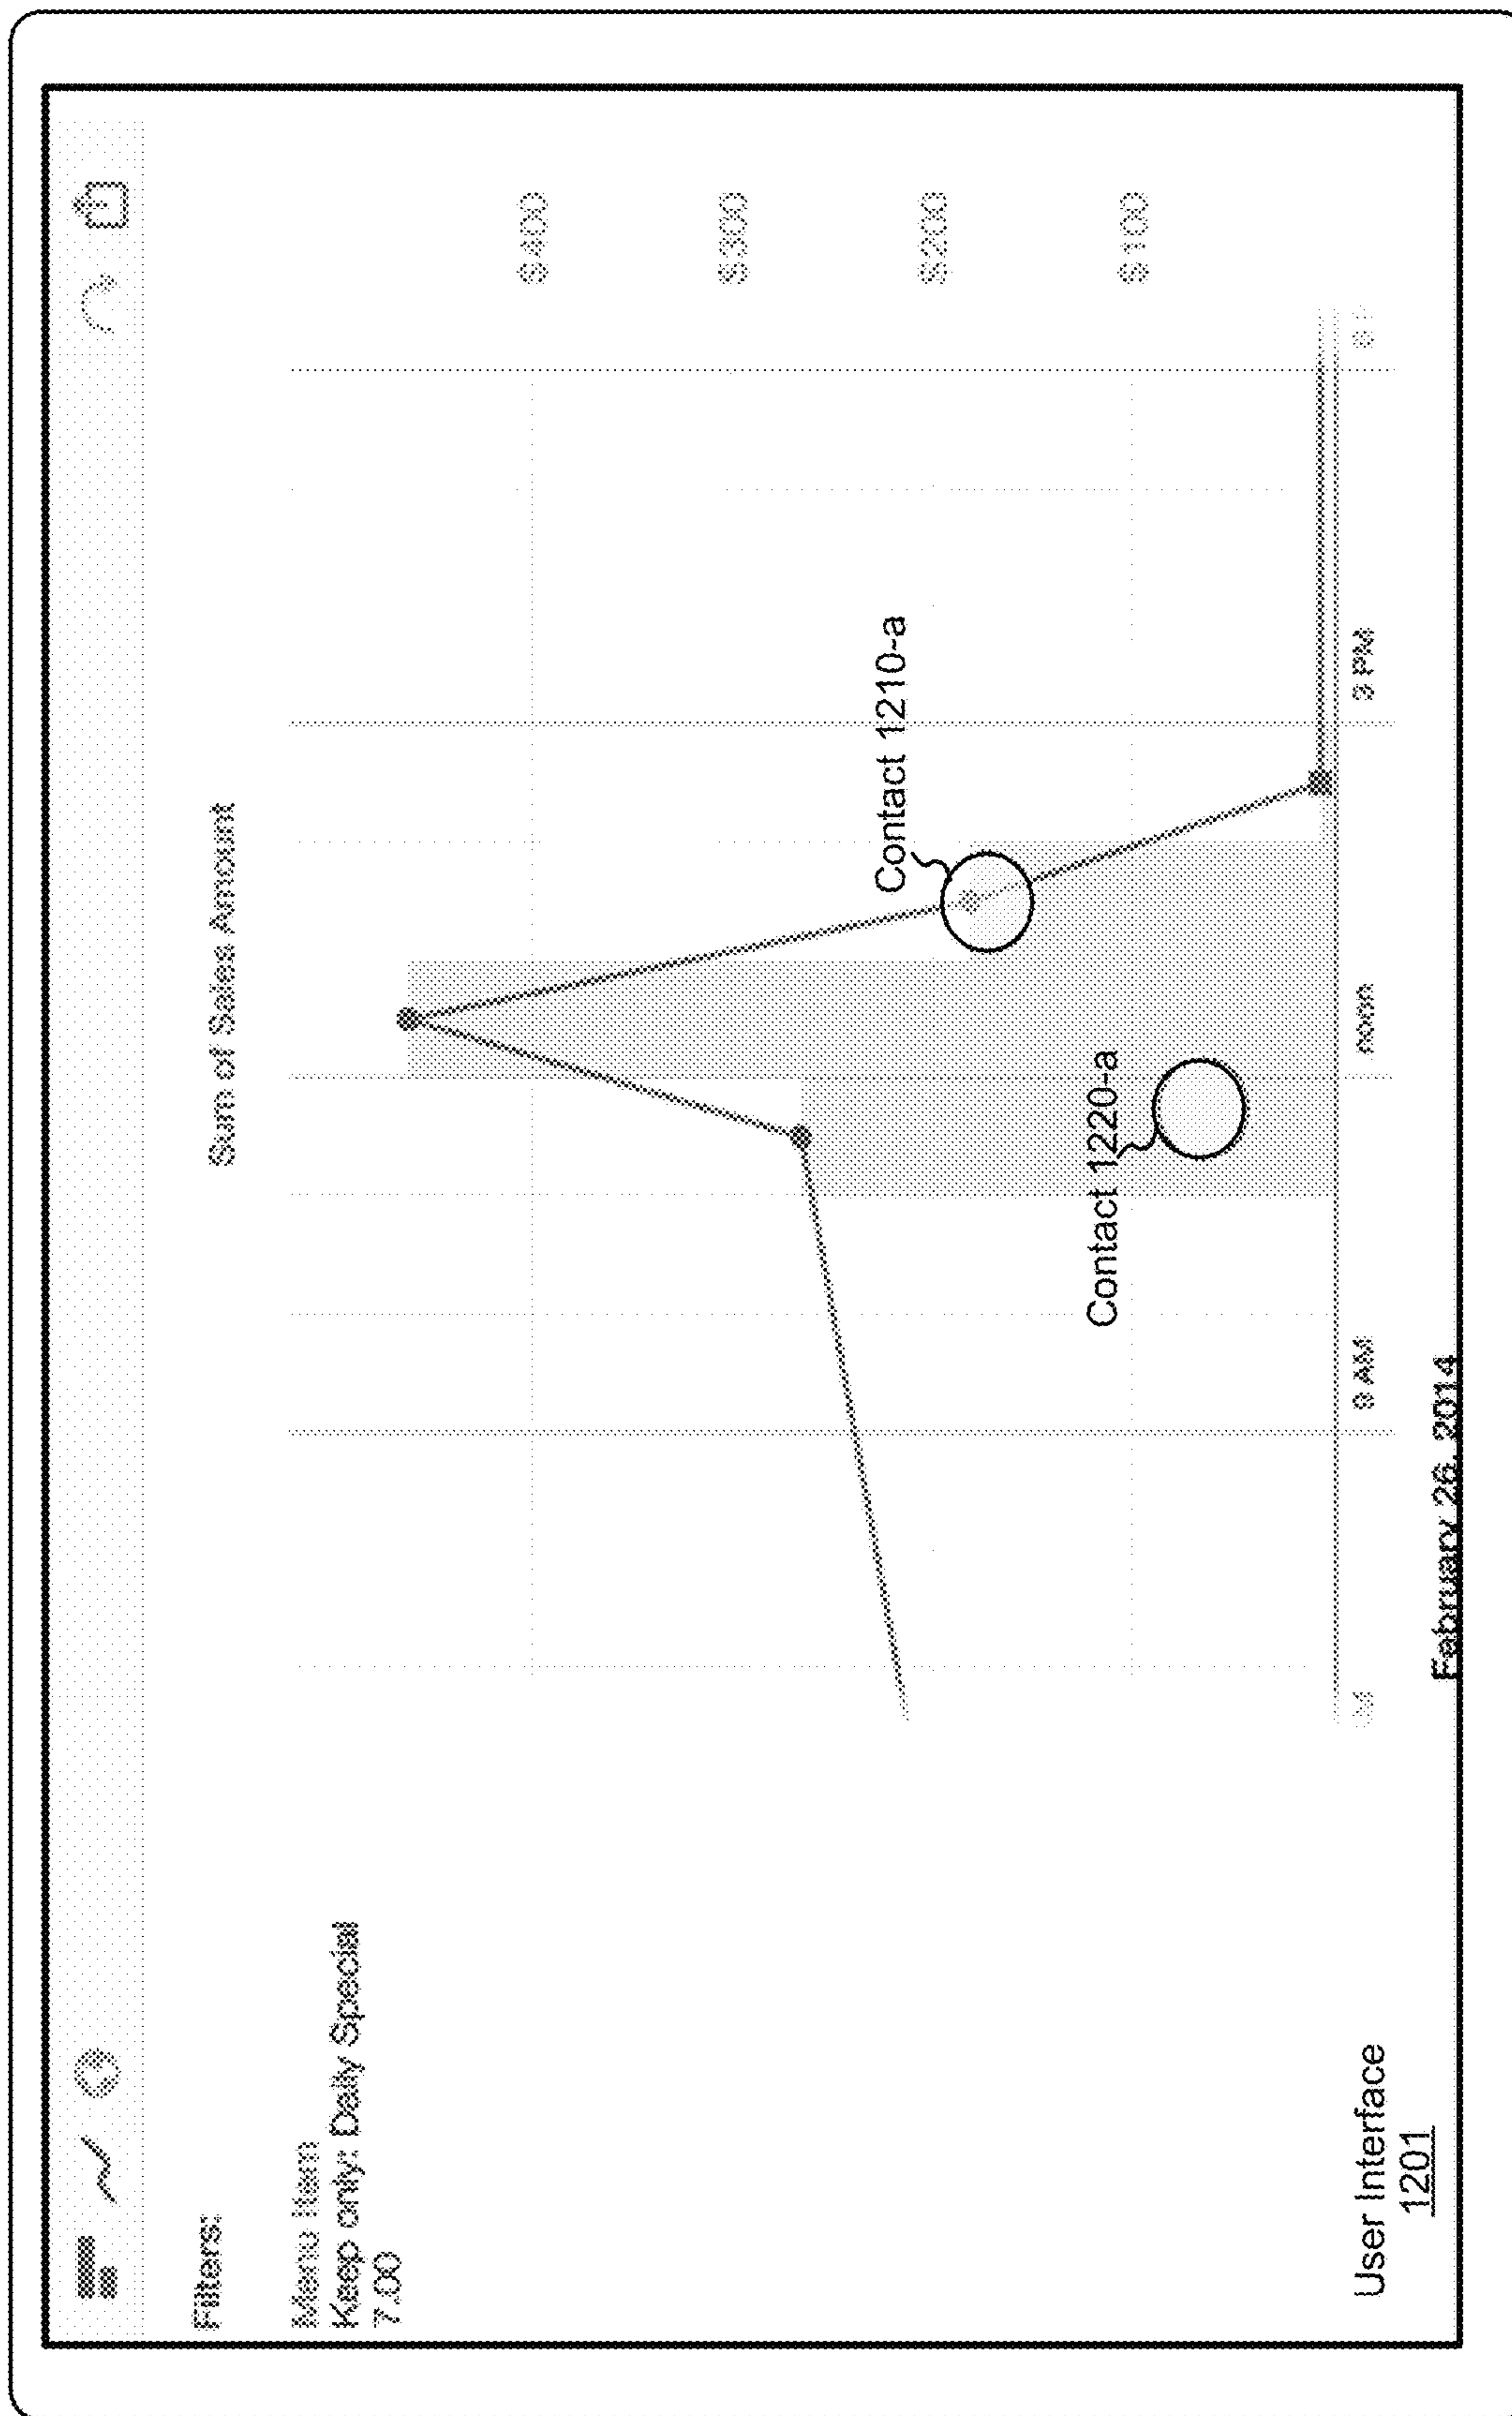 Filters:
Menu Item
Keep only: Daily Special
7.00
Sum of Sales Amount
$400
$300
$200
$100
Contact 1210-a
Contact 1220-a
9 AM
noon
3 PM
February 26, 2014
User Interface
1201